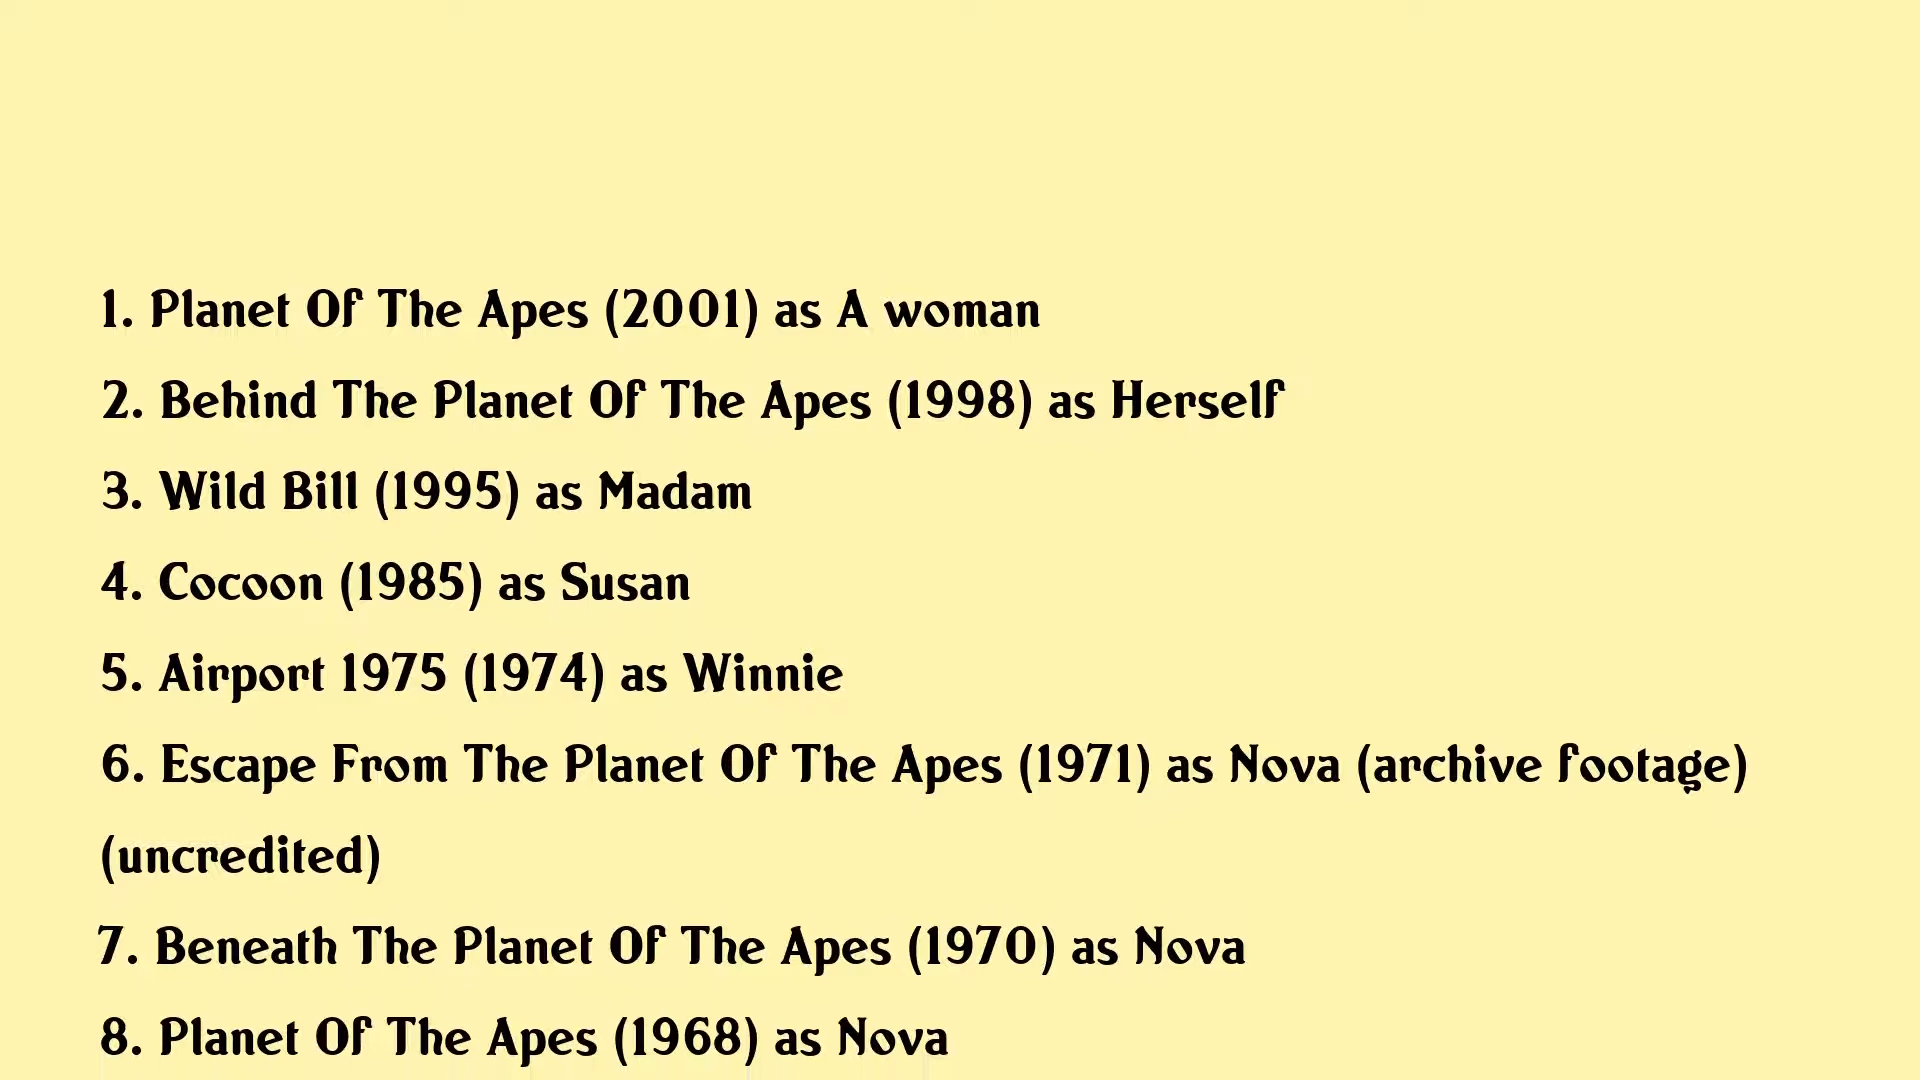 1. Planet Of The Apes (2001) as A woman
2. Behind The Planet Of The Apes (1998) as Herself
3. Wild Bill (1995) as Madam
4. Cocoon (1985) as Susan
5. Airport 1975 (1974) as Winnie
6. Escape From The Planet Of The Apes (1971) as Nova (archive footage)
(uncredited)
7. Beneath The Planet Of The Apes (1970) as Nova
8. Planet Of The Apes (1968) as Nova